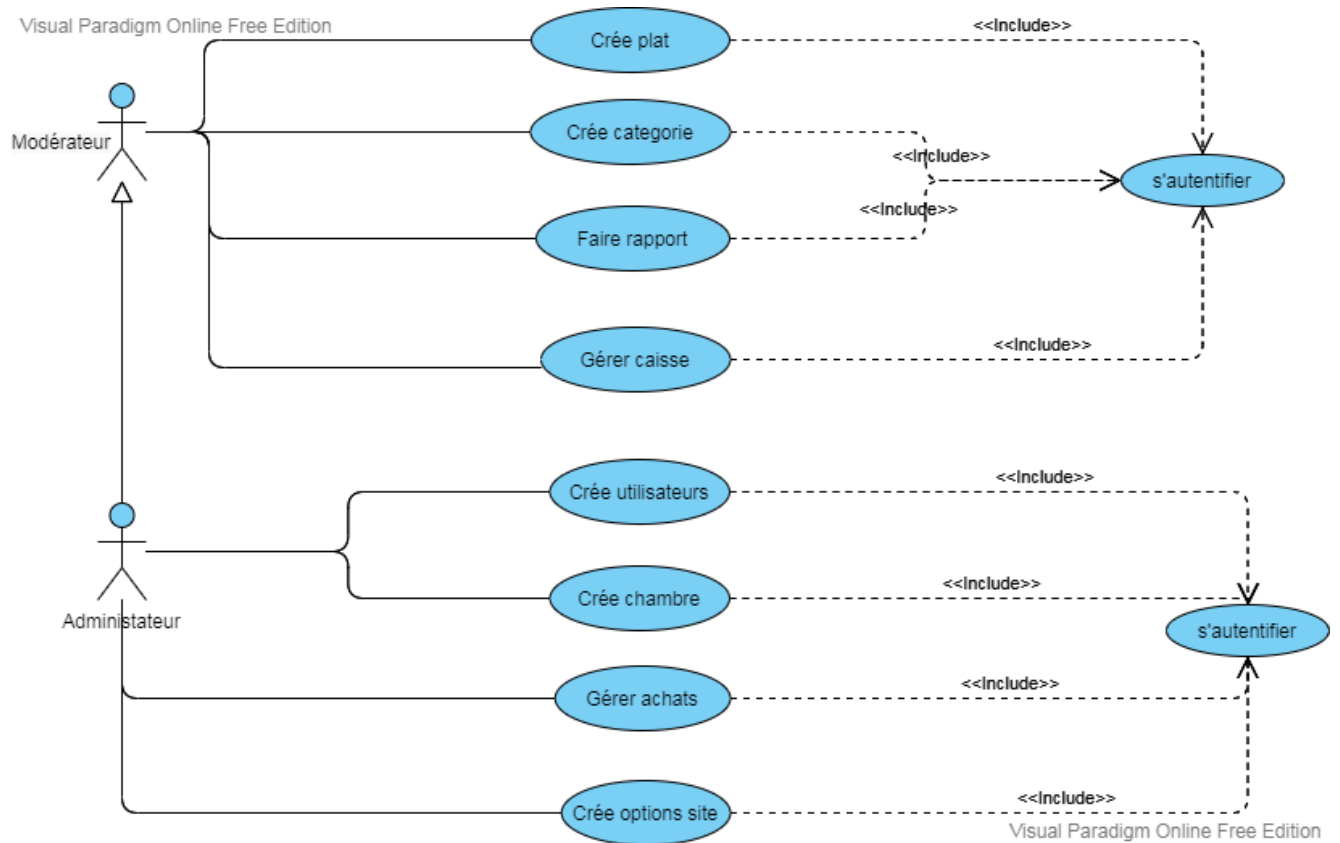 Visual Paradigm Online Free Edition
Crée plat
<<Include>>
Modérateur
Crée categorie
<<Include>>
s'autentifier
<<Include>>
Faire rapport
Gérer caisse
<<Include>>
Crée utilisateurs
<<Include>>
Administateur
Crée chambre
<<Include>>
s'autentifier
Gérer achats
<<Include>>
Crée options site
<<Include>>
Visual Paradigm Online Free Edition